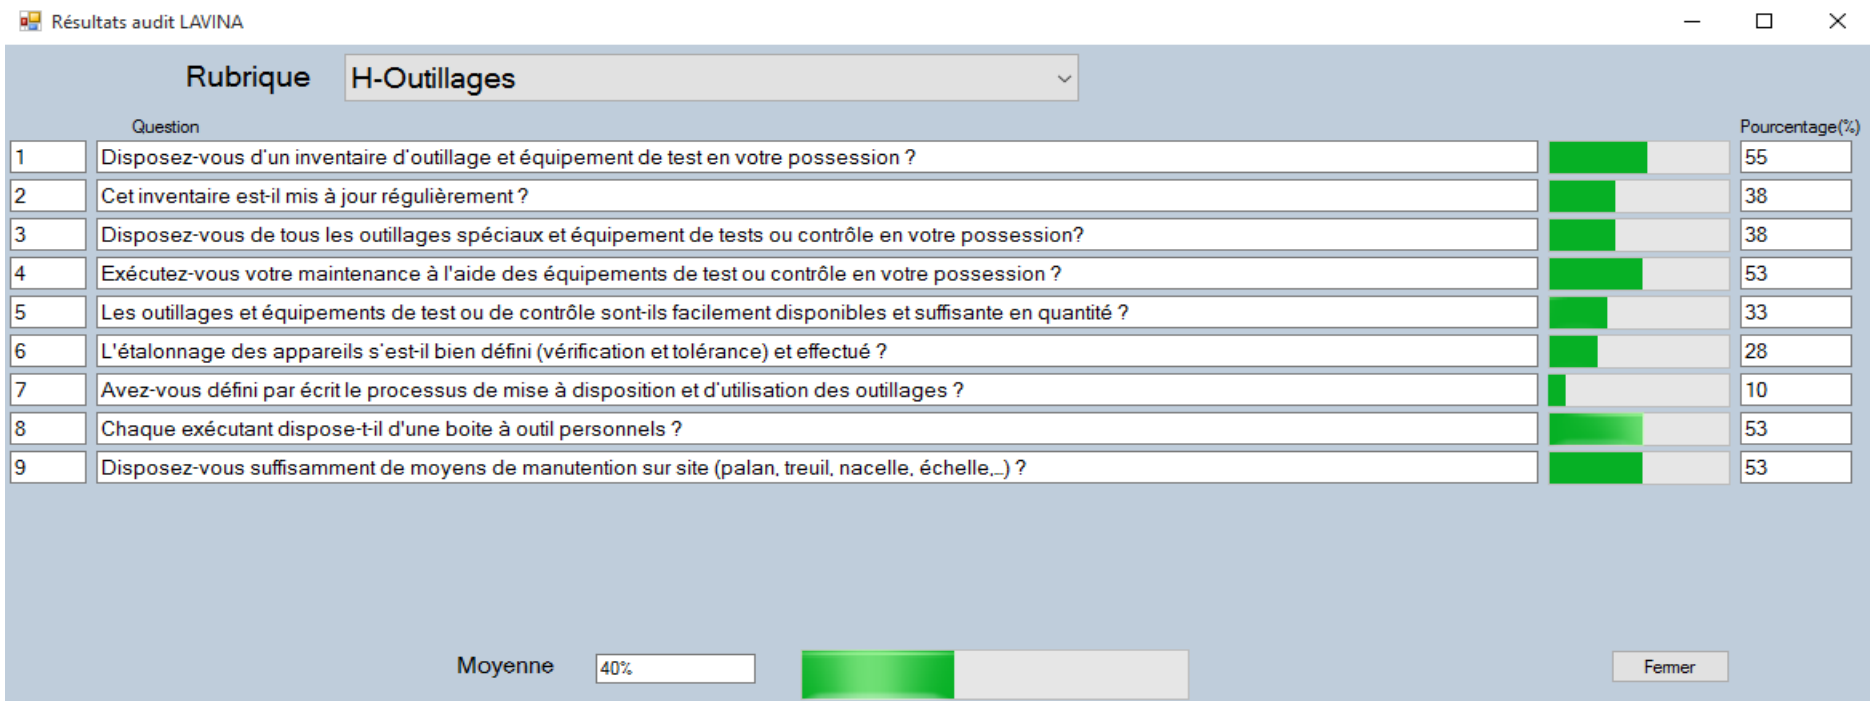 Résultats audit LAVINA
Rubrique H-Outillages
Question Pourcentage(%)
1 Disposez-vous d'un inventaire d'outillage et équipement de test en votre possession ? 55
2 Cet inventaire est-il mis à jour régulièrement ? 38
3 Disposez-vous de tous les outillages spéciaux et équipement de tests ou contrôle en votre possession? 38
4 Exécutez-vous votre maintenance à l'aide des équipements de test ou contrôle en votre possession ? 53
5 Les outillages et équipements de test ou de contrôle sont-ils facilement disponibles et suffisante en quantité ? 33
6 L'étalonnage des appareils s'est-il bien défini (vérification et tolérance) et effectué ? 28
7 Avez-vous défini par écrit le processus de mise à disposition et d'utilisation des outillages ? 10
8 Chaque exécutant dispose-t-il d'une boite à outil personnels ? 53
9 Disposez-vous suffisamment de moyens de manutention sur site (palan, treuil, nacelle, échelle,…) ? 53
Moyenne 40% Fermer